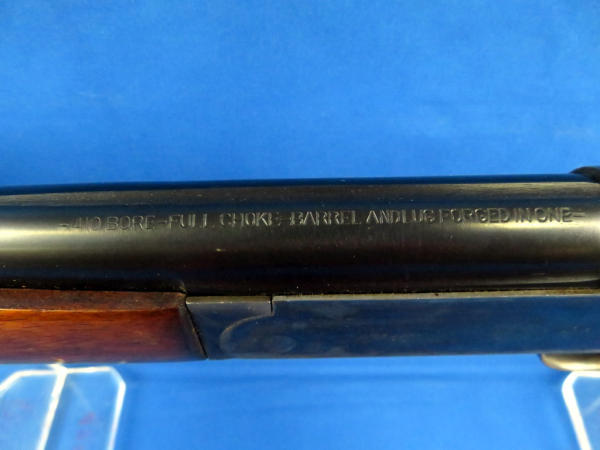 -.410 BORE-FULL CHOKE-BARREL AND LUG FORGED IN ONE-